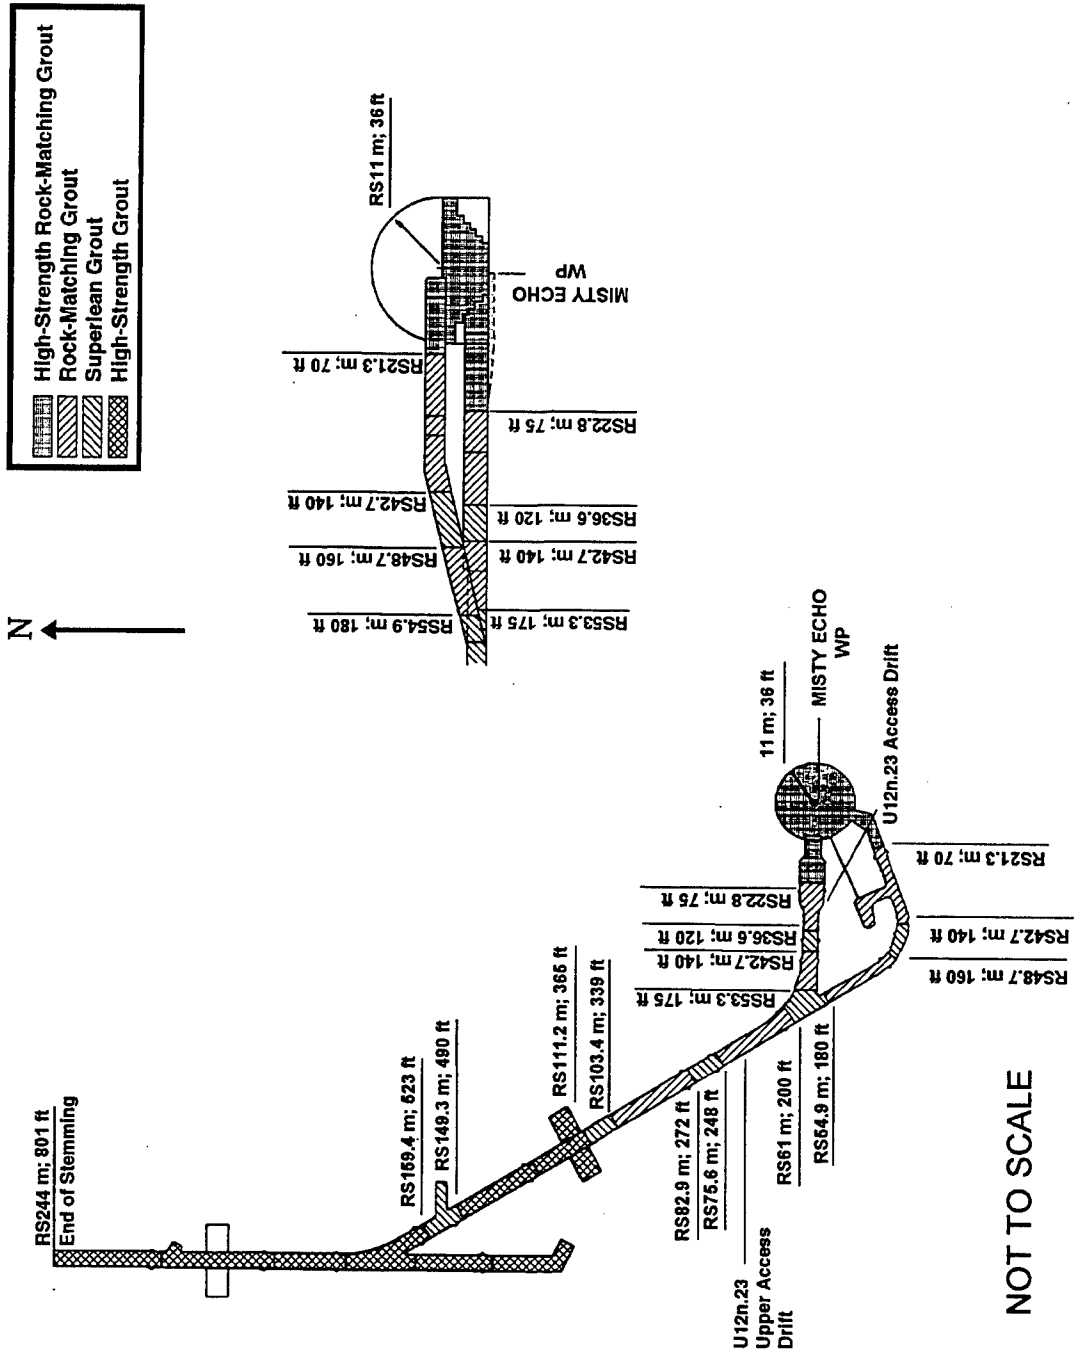 High-Strength Rock-Matching Grout
Rock-Matching Grout
Superlean Grout
High-Strength Grout
N
RS11 m; 36 ft
RS21.3 m; 70 ft
RS42.7 m; 140 ft
RS48.7 m; 160 ft
RS54.9 m; 180 ft
MISTY ECHO
WP
RS22.8 m; 75 ft
RS36.6 m; 120 ft
RS42.7 m; 140 ft
RS53.3 m; 175 ft
RS244 m; 801 ft
End of Stemming
RS159.4 m; 523 ft
RS149.3 m; 490 ft
RS111.2 m; 365 ft
RS103.4 m; 339 ft
RS53.3 m; 175 ft
RS42.7 m; 140 ft
RS36.6 m; 120 ft
RS22.8 m; 75 ft
11 m; 36 ft
MISTY ECHO
WP
U12n.23 Access Drift
RS21.3 m; 70 ft
RS42.7 m; 140 ft
RS48.7 m; 160 ft
RS82.9 m; 272 ft
RS75.6 m; 248 ft
RS61 m; 200 ft
RS54.9 m; 180 ft
U12n.23
Upper Access
Drift
NOT TO SCALE